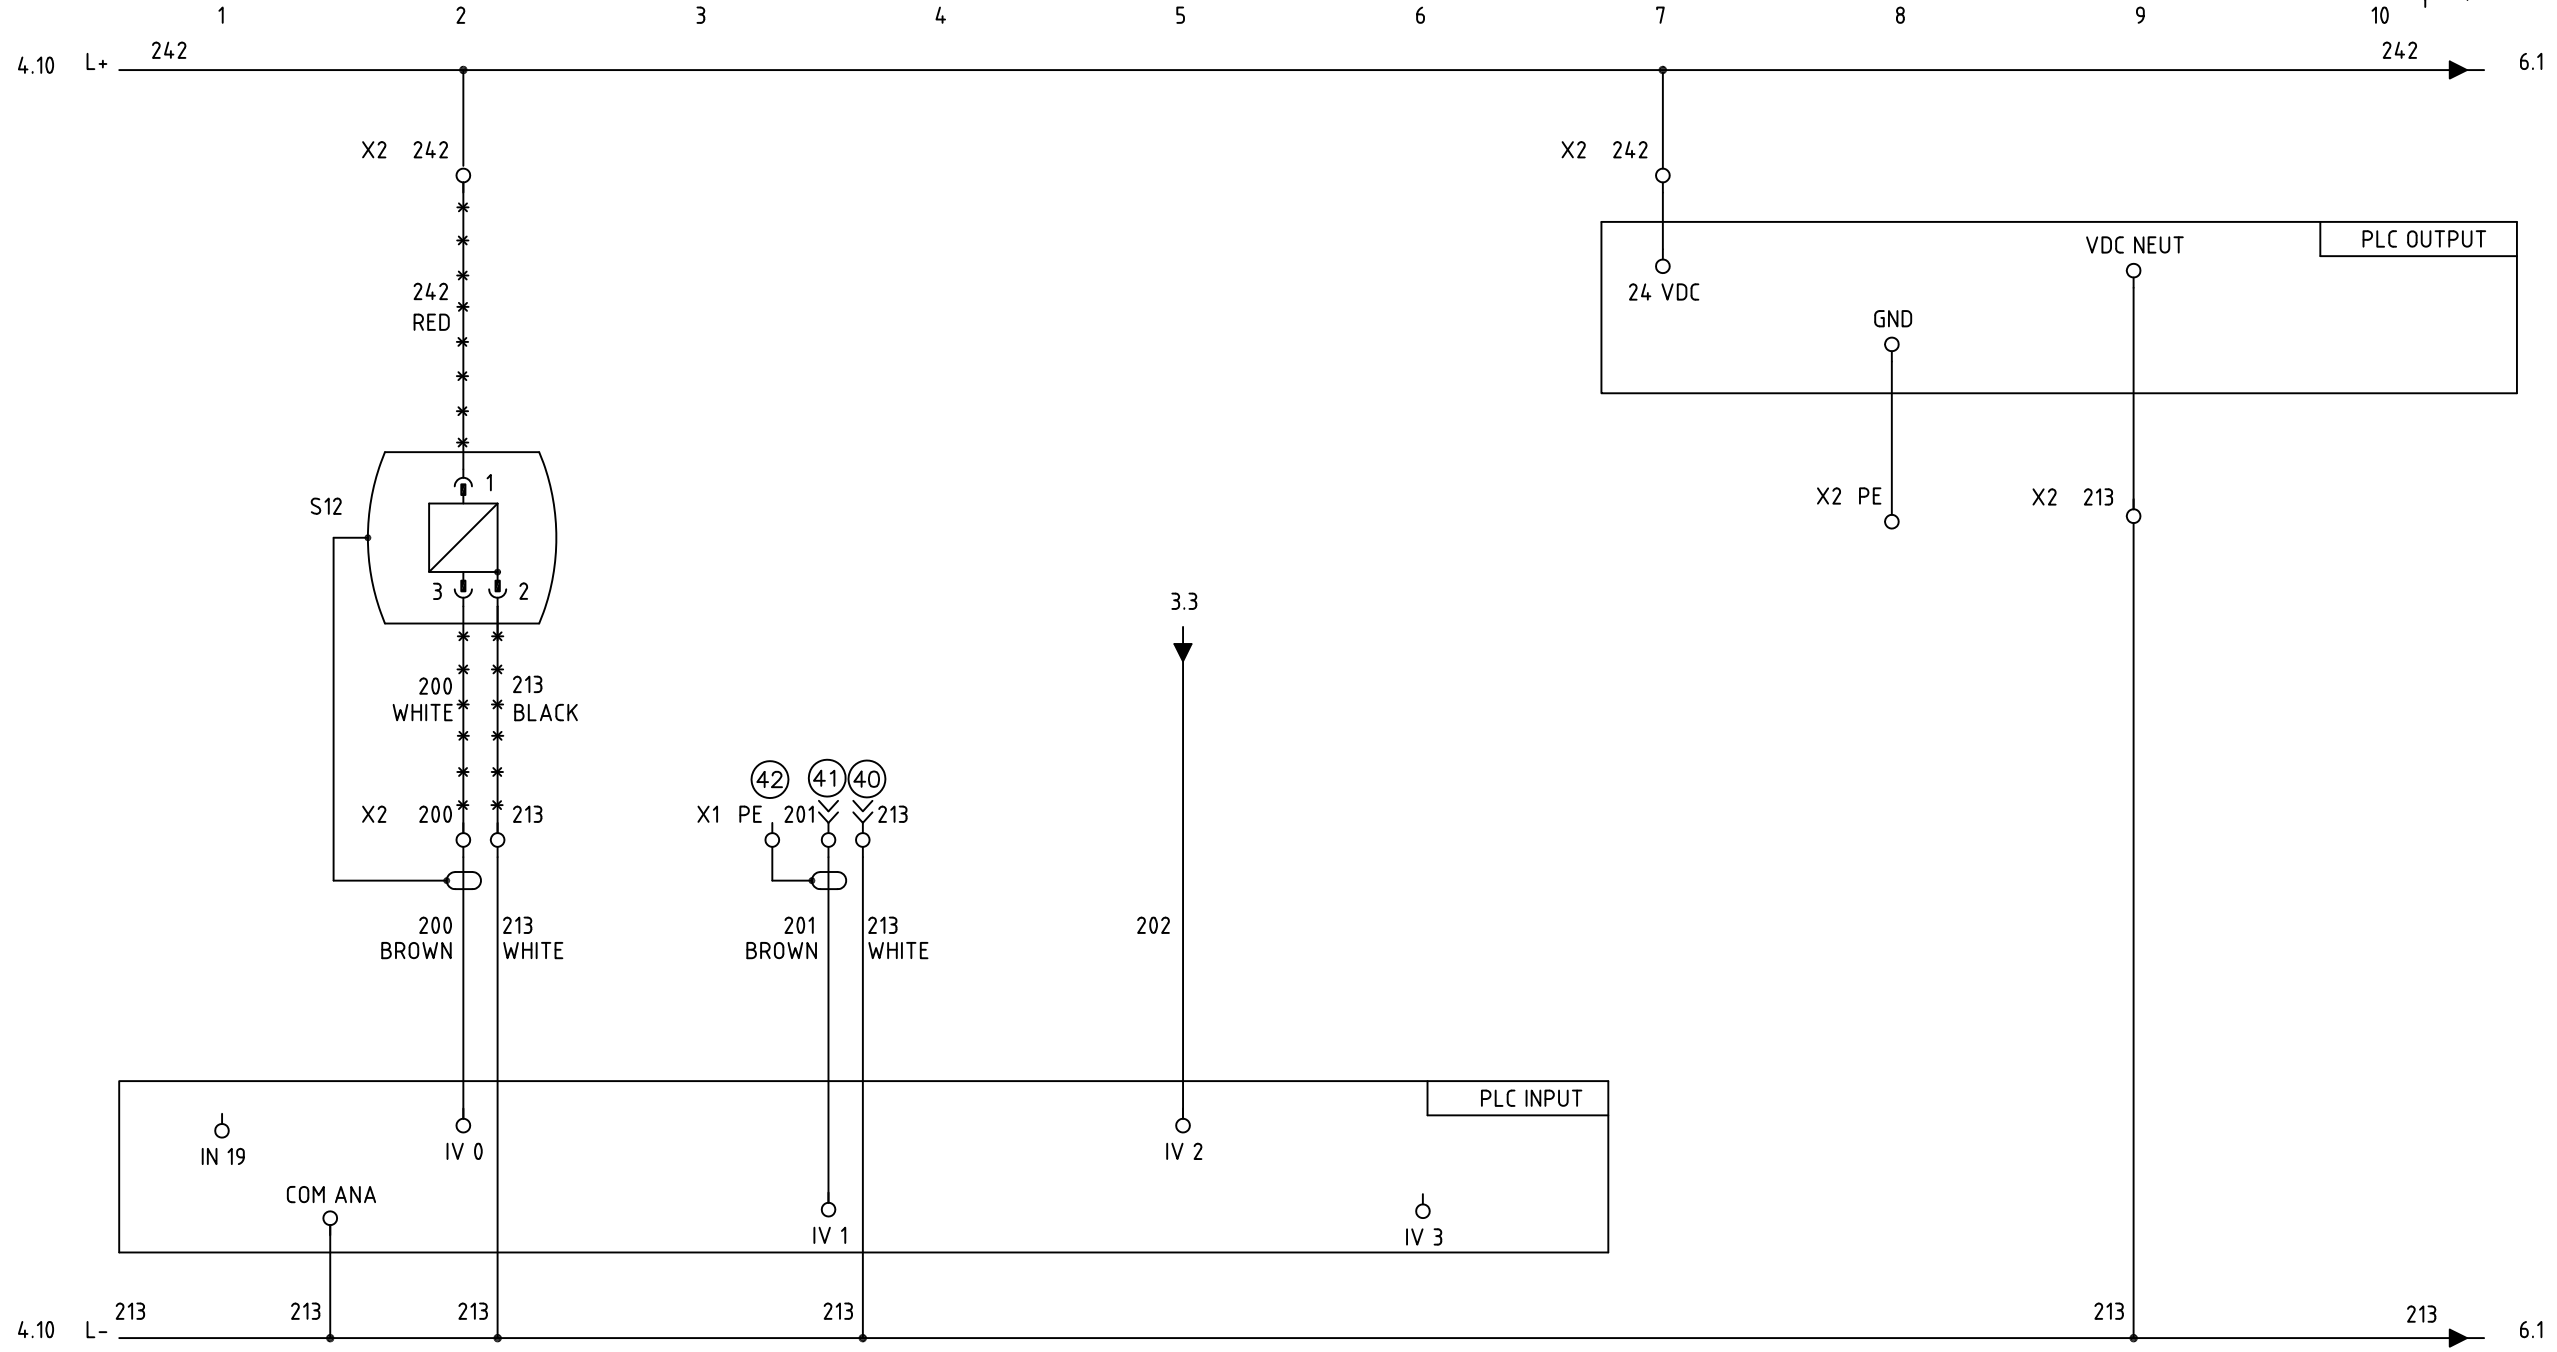 1 2 3 4 5 6 7 8 9 10
4.10 L+ 242 242 6.1
X2 242 X2 242
PLC OUTPUT
VDC NEUT
24 VDC
242
RED
GND
1
S12
X2 PE X2 213
3 2
3.3
200 213
WHITE BLACK
42 41 40
X2 200 213 X1 PE 201 213
200 213 201 213 202
BROWN WHITE BROWN WHITE
PLC INPUT
IN 19 IV 0 IV 2
COM ANA
IV 1 IV 3
213 213 213 213 213 213
4.10 L- 6.1